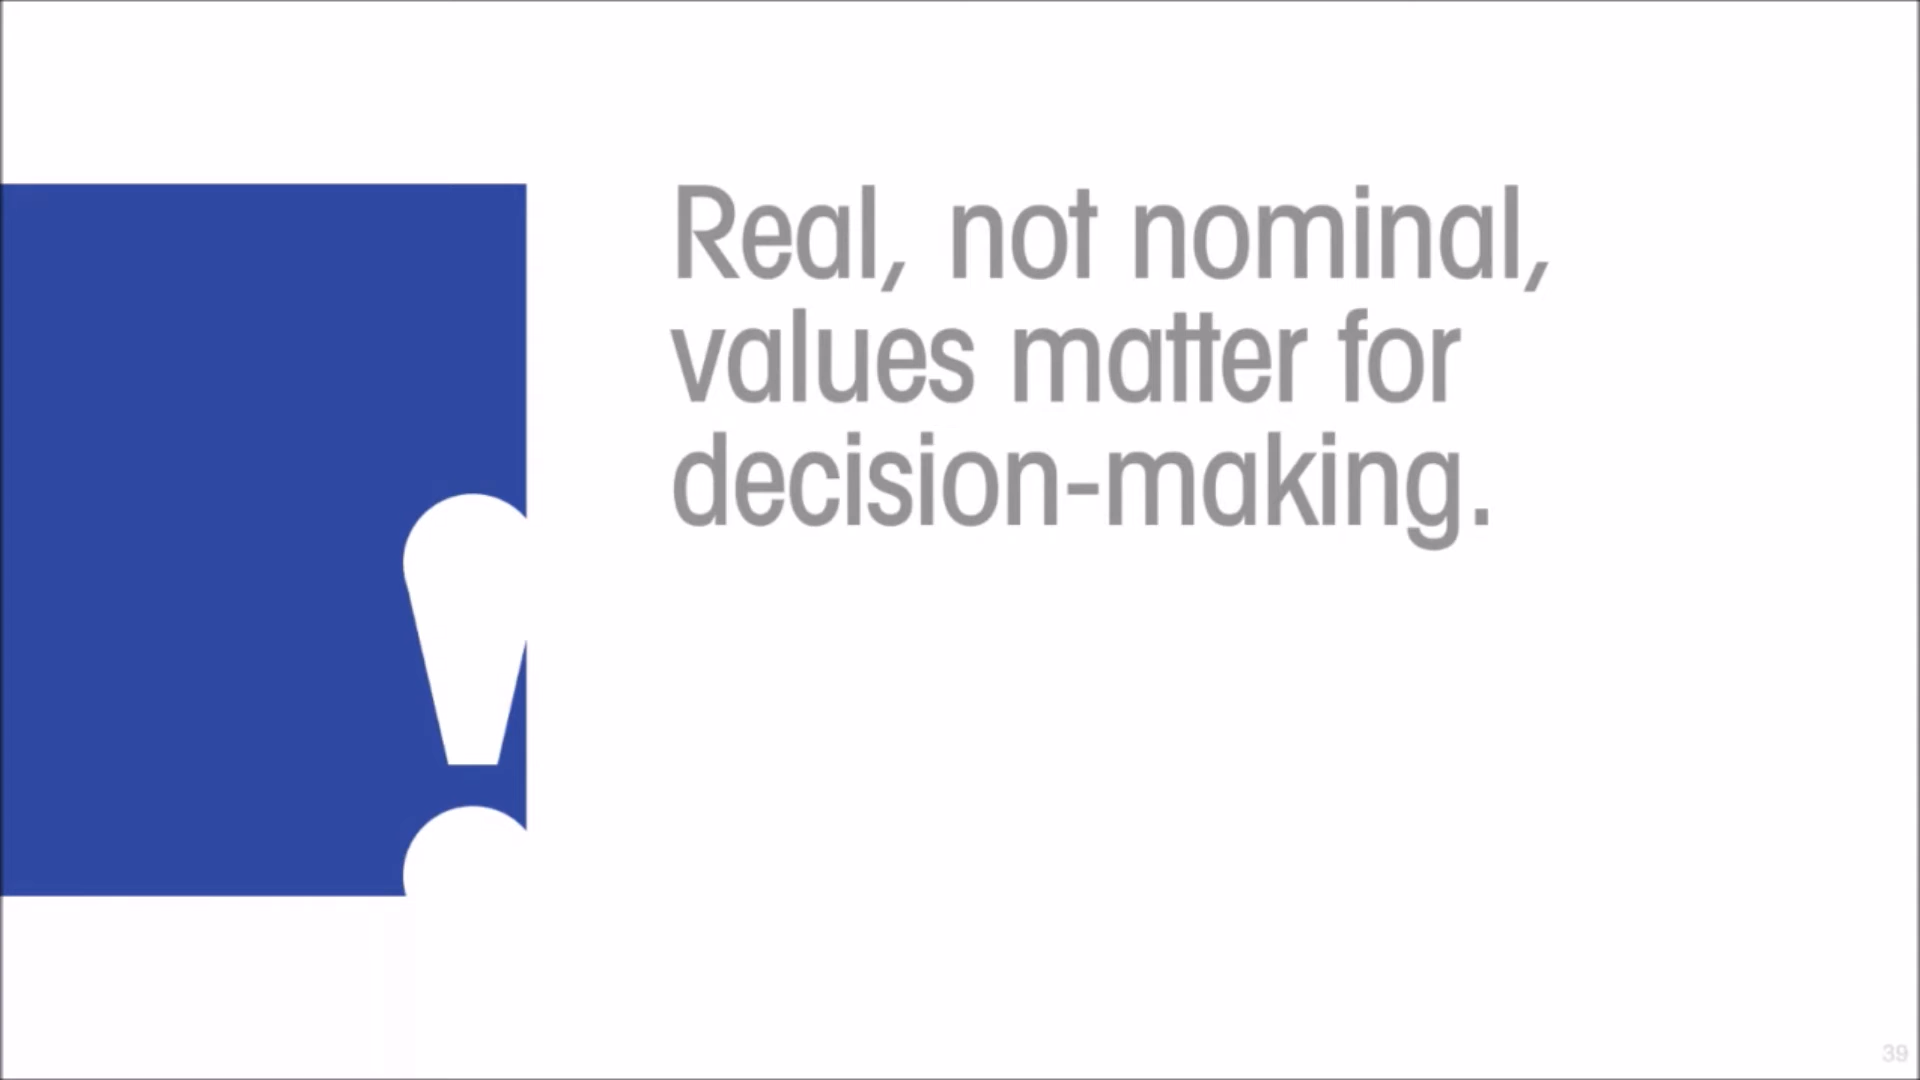 Real, not nominal,
values matter for
decision-making.
39